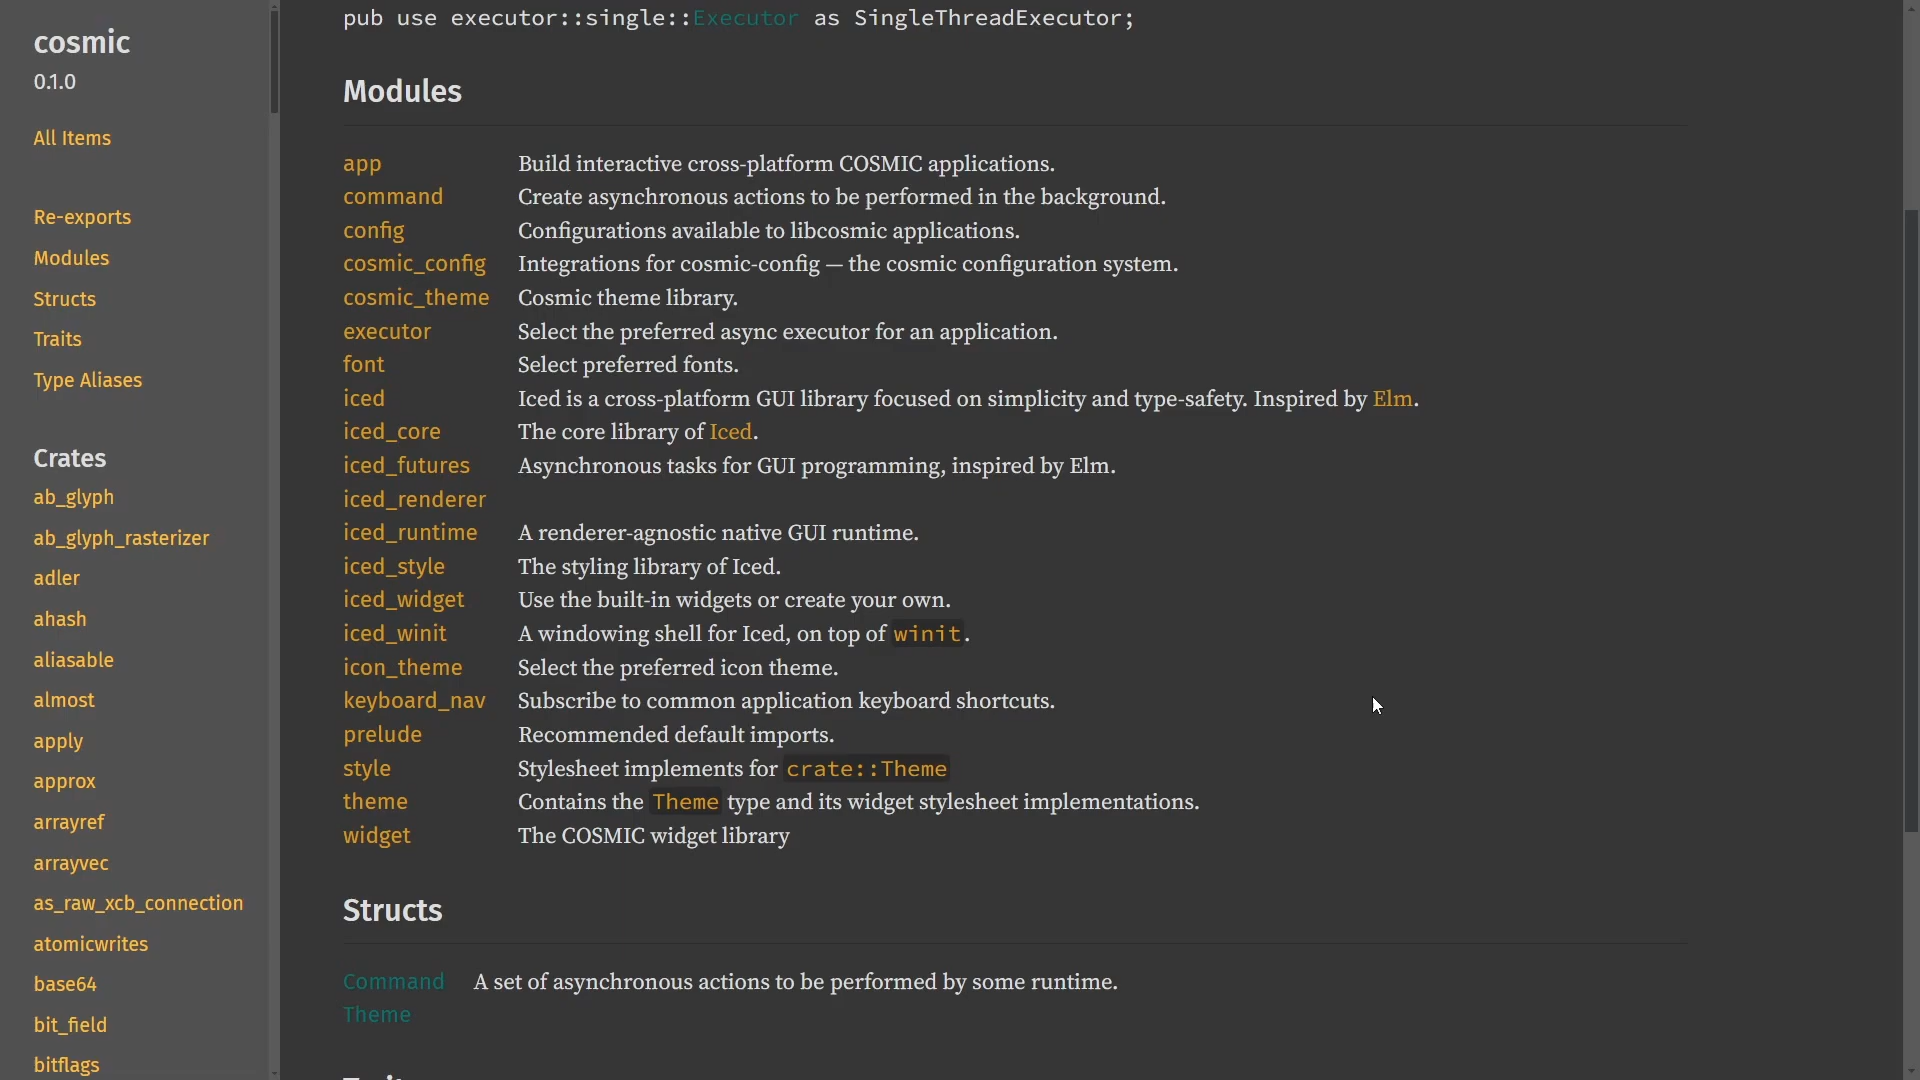 cosmic
0.1.0
All Items
Re-exports
Modules
Structs
Traits
Type Aliases
Crates
ab_glyph
ab_glyph_rasterizer
adler
ahash
aliasable
almost
apply
approx
arrayref
arrayvec
as_raw_xcb_connection
atomicwrites
base64
bit_field
bitflags
pub use executor::single::Executor as SingleThreadExecutor;
Modules
app Build interactive cross-platform COSMIC applications.
command Create asynchronous actions to be performed in the background.
config Configurations available to libcosmic applications.
cosmic_config Integrations for cosmic-config — the cosmic configuration system.
cosmic_theme Cosmic theme library.
executor Select the preferred async executor for an application.
font Select preferred fonts.
iced Iced is a cross-platform GUI library focused on simplicity and type-safety. Inspired by Elm.
iced_core The core library of Iced.
iced_futures Asynchronous tasks for GUI programming, inspired by Elm.
iced_renderer
iced_runtime A renderer-agnostic native GUI runtime.
iced_style The styling library of Iced.
iced_widget Use the built-in widgets or create your own.
iced_winit A windowing shell for Iced, on top of winit.
icon_theme Select the preferred icon theme.
keyboard_nav Subscribe to common application keyboard shortcuts.
prelude Recommended default imports.
style Stylesheet implements for crate::Theme
theme Contains the Theme type and its widget stylesheet implementations.
widget The COSMIC widget library
Structs
Command A set of asynchronous actions to be performed by some runtime.
Theme